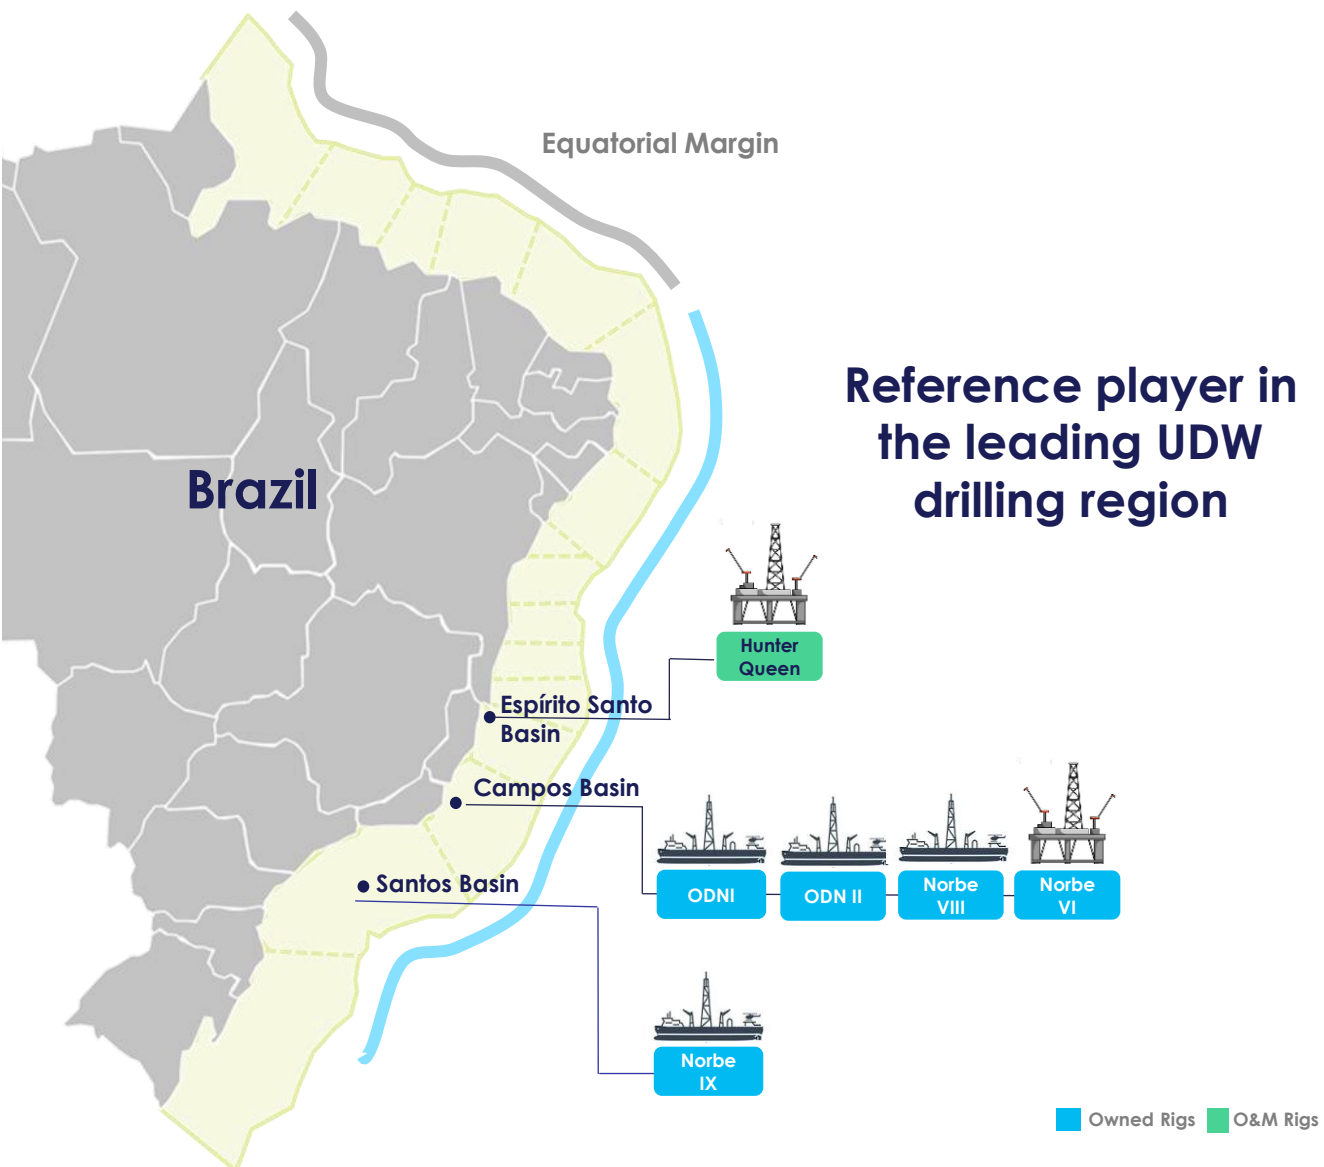 Equatorial Margin
Reference player in
the leading UDW
drilling region
Brazil
Hunter
Queen
Espírito Santo
Basin
Campos Basin
ODNI
ODN II
Norbe
VIII
Norbe
VI
Santos Basin
Norbe
IX
Owned Rigs
O&M Rigs